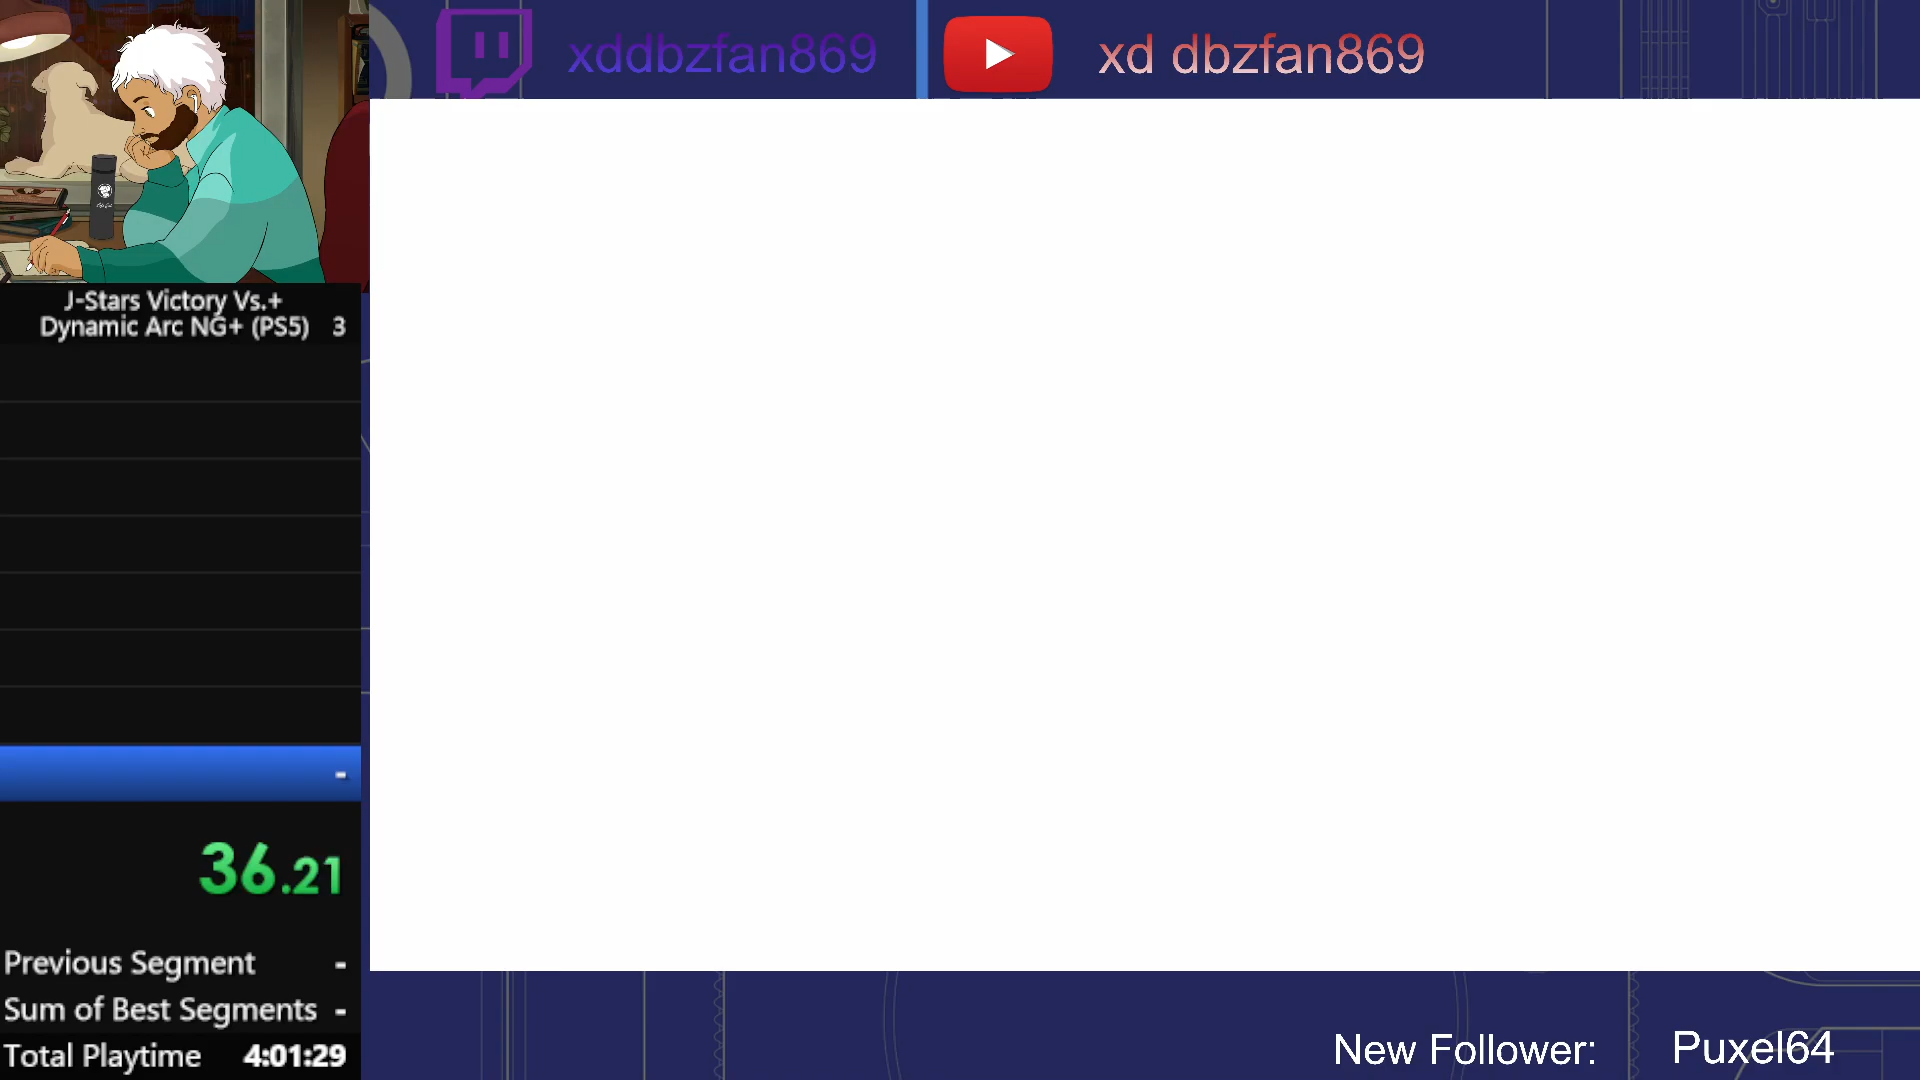 xddbzfan869
xd dbzfan869
J-Stars Victory Vs.+
Dynamic Arc NG+ (PS5) 3
-
36.21
Previous Segment -
Sum of Best Segments -
Total Playtime 4:01:29
New Follower: Puxel64